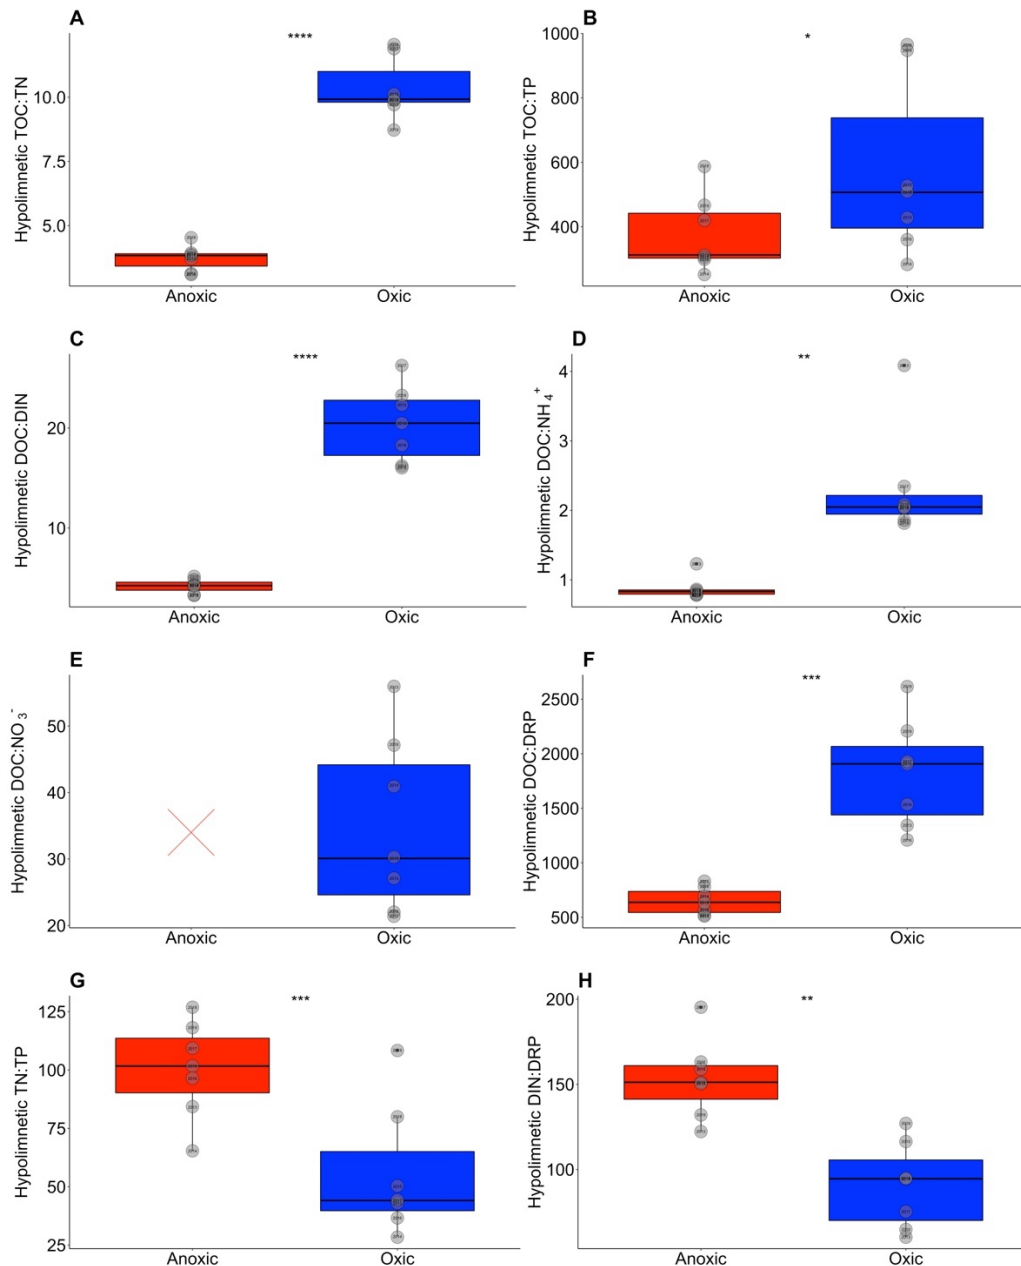 A
****
Hypolimnetic TOC:TN
10.0
7.5
5.0
Anoxic Oxic
B
*
Hypolimnetic TOC:TP
1000
800
600
400
Anoxic Oxic
C
****
Hypolimnetic DOC:DIN
20
10
Anoxic Oxic
D
**
Hypolimnetic DOC:NH₄⁺
4
3
2
1
Anoxic Oxic
E
Hypolimnetic DOC:NO₃⁻
50
40
30
20
Anoxic Oxic
F
***
Hypolimnetic DOC:DRP
2500
2000
1500
1000
500
Anoxic Oxic
G
***
Hypolimnetic TN:TP
125
100
75
50
25
Anoxic Oxic
H
**
Hypolimnetic DIN:DRP
200
150
100
Anoxic Oxic